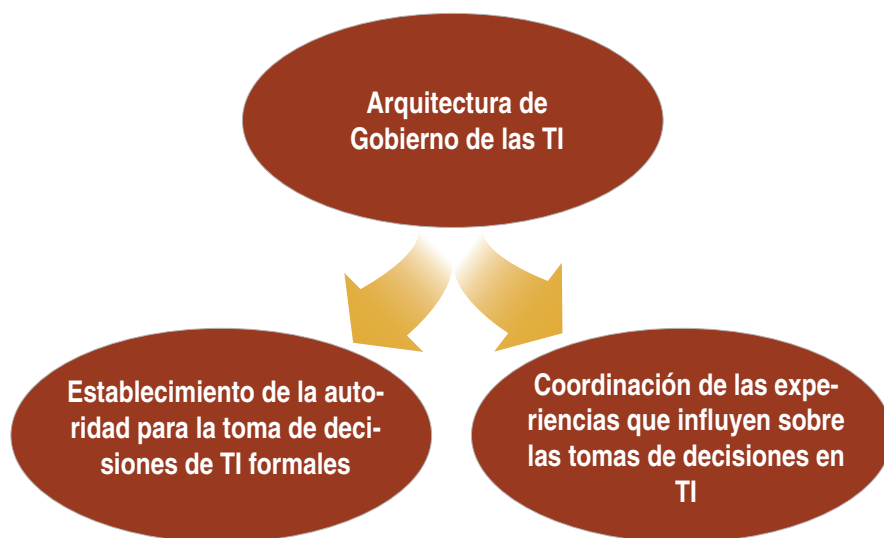 Arquitectura de
Gobierno de las TI
Establecimiento de la auto-
ridad para la toma de deci-
siones de TI formales
Coordinación de las expe-
riencias que influyen sobre
las tomas de decisiones en
TI